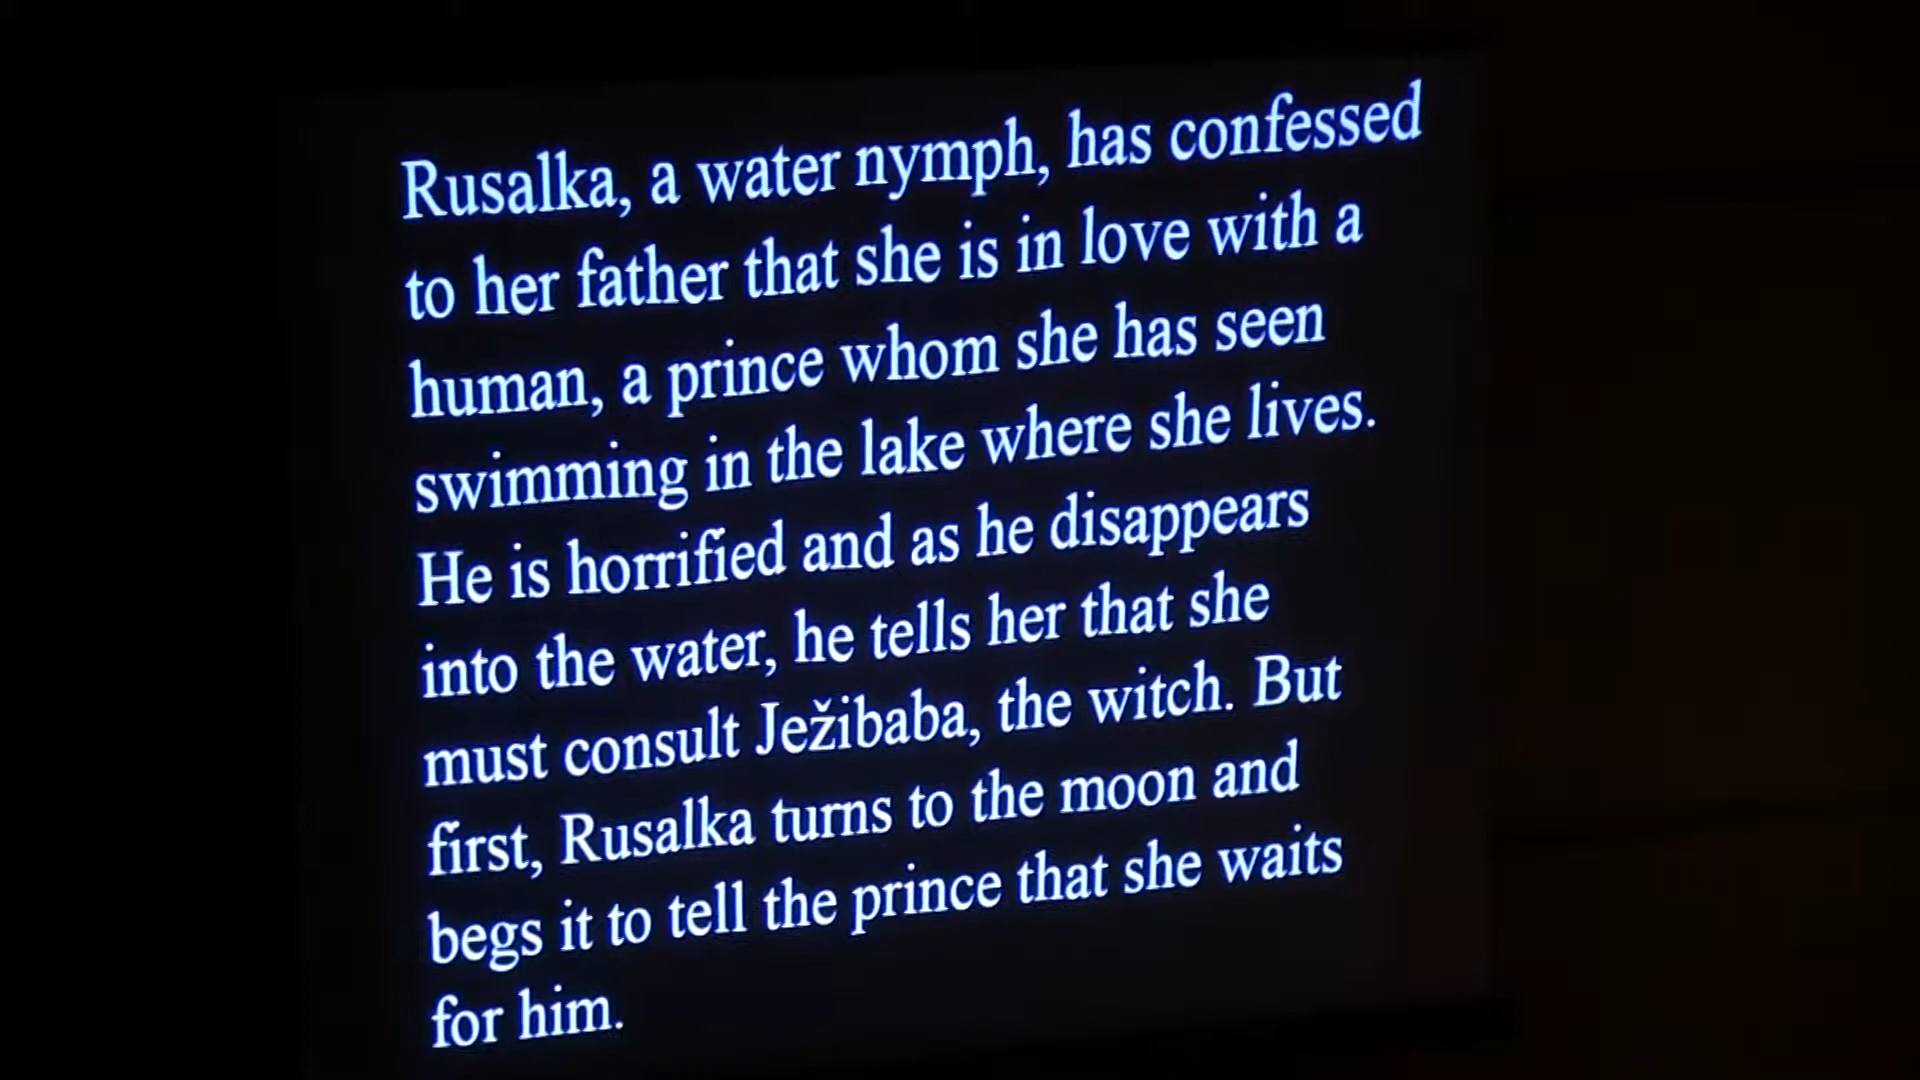 Rusalka, a water nymph, has confessed
to her father that she is in love with a
human, a prince whom she has seen
swimming in the lake where she lives.
He is horrified and as he disappears
into the water, he tells her that she
must consult Ježibaba, the witch. But
first, Rusalka turns to the moon and
begs it to tell the prince that she waits
for him.